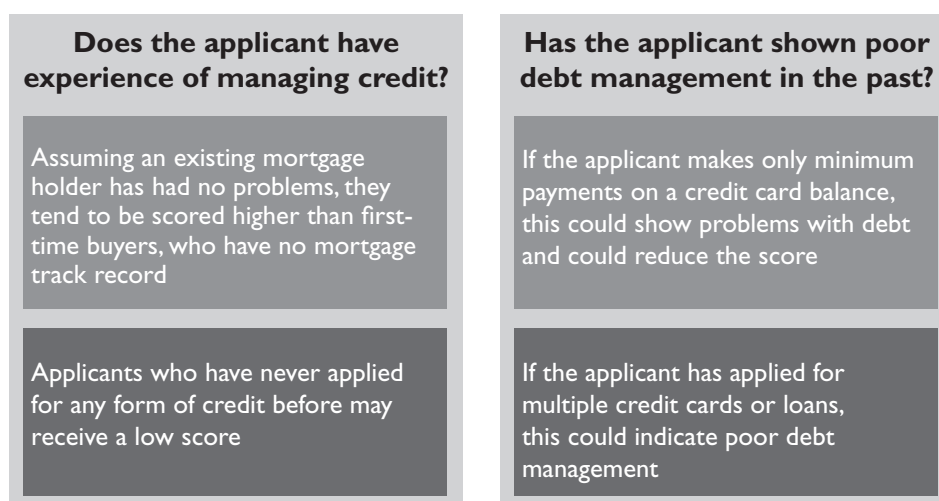 Does the applicant have
experience of managing credit?
Assuming an existing mortgage
holder has had no problems, they
tend to be scored higher than first-
time buyers, who have no mortgage
track record
Applicants who have never applied
for any form of credit before may
receive a low score
Has the applicant shown poor
debt management in the past?
If the applicant makes only minimum
payments on a credit card balance,
this could show problems with debt
and could reduce the score
If the applicant has applied for
multiple credit cards or loans,
this could indicate poor debt
management